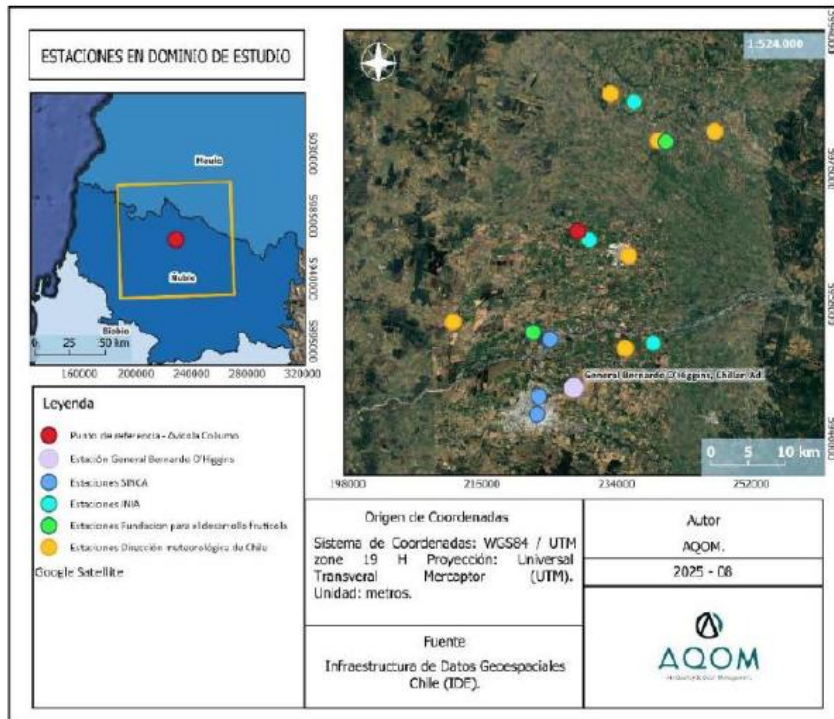 ESTACIONES EN DOMINIO DE ESTUDIO
Maule
Ñuble
Biobío
0 25 50 km
160000 200000 240000 280000 320000
1:524.000
General Bernardo O'Higgins, Chillan Ad.
0 5 10 km
198000 216000 234000 252000
Leyenda
Punto de referencia - Avicola Coliumo
Estación General Bernardo O'Higgins
Estaciones SINCA
Estaciones INIA
Estaciones Fundacion para el desarrollo fruticola
Estaciones Dirección meteorológica de Chile
Google Satellite
Origen de Coordenadas
Sistema de Coordenadas: WGS84 / UTM
zone 19 H Proyección: Universal
Transveral Mercaptor (UTM).
Unidad: metros.
Fuente
Infraestructura de Datos Geoespaciales
Chile (IDE).
Autor
AQOM.
2025 - 08
AQOM